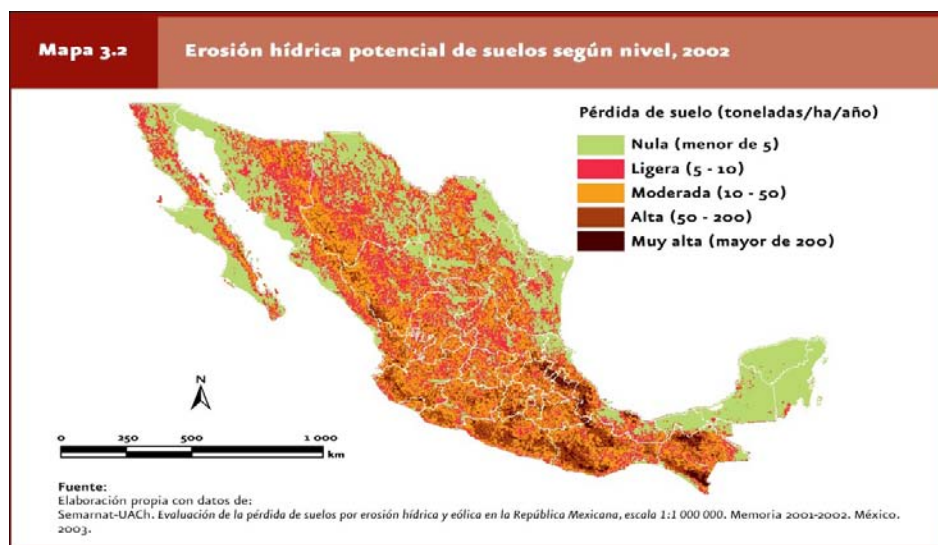 Mapa 3.2
Erosión hídrica potencial de suelos según nivel, 2002
Pérdida de suelo (toneladas/ha/año)
Nula (menor de 5)
Ligera (5 - 10)
Moderada (10 - 50)
Alta (50 - 200)
Muy alta (mayor de 200)
N
0 250 500 1 000
km
Fuente:
Elaboración propia con datos de:
Semarnat-UACh. Evaluación de la pérdida de suelos por erosión hídrica y eólica en la República Mexicana, escala 1:1 000 000. Memoria 2001-2002. México.
2003.